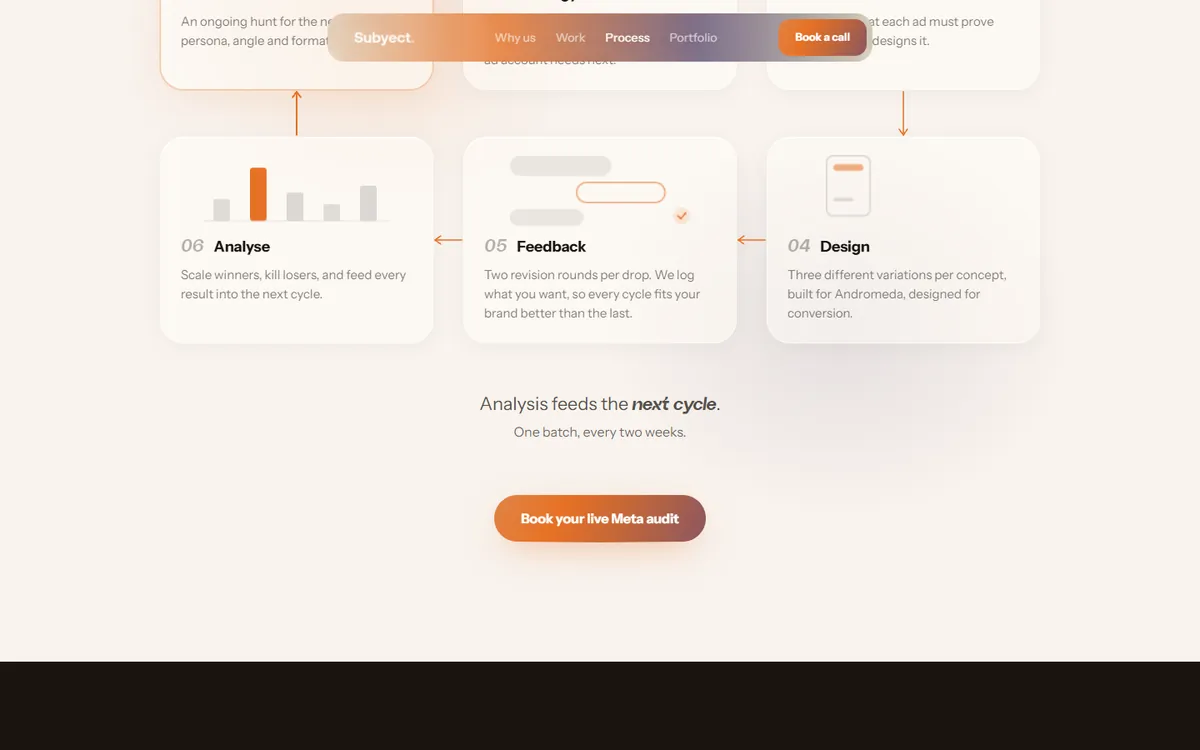 An ongoing hunt for the
persona, angle and format
at each ad must prove
designs it.
ad account needs next.
Subyect.
Why us
Work
Process
Portfolio
Book a call
06 Analyse
Scale winners, kill losers, and feed every
result into the next cycle.
05 Feedback
Two revision rounds per drop. We log
what you want, so every cycle fits your
brand better than the last.
04 Design
Three different variations per concept,
built for Andromeda, designed for
conversion.
Analysis feeds the next cycle.
One batch, every two weeks.
Book your live Meta audit